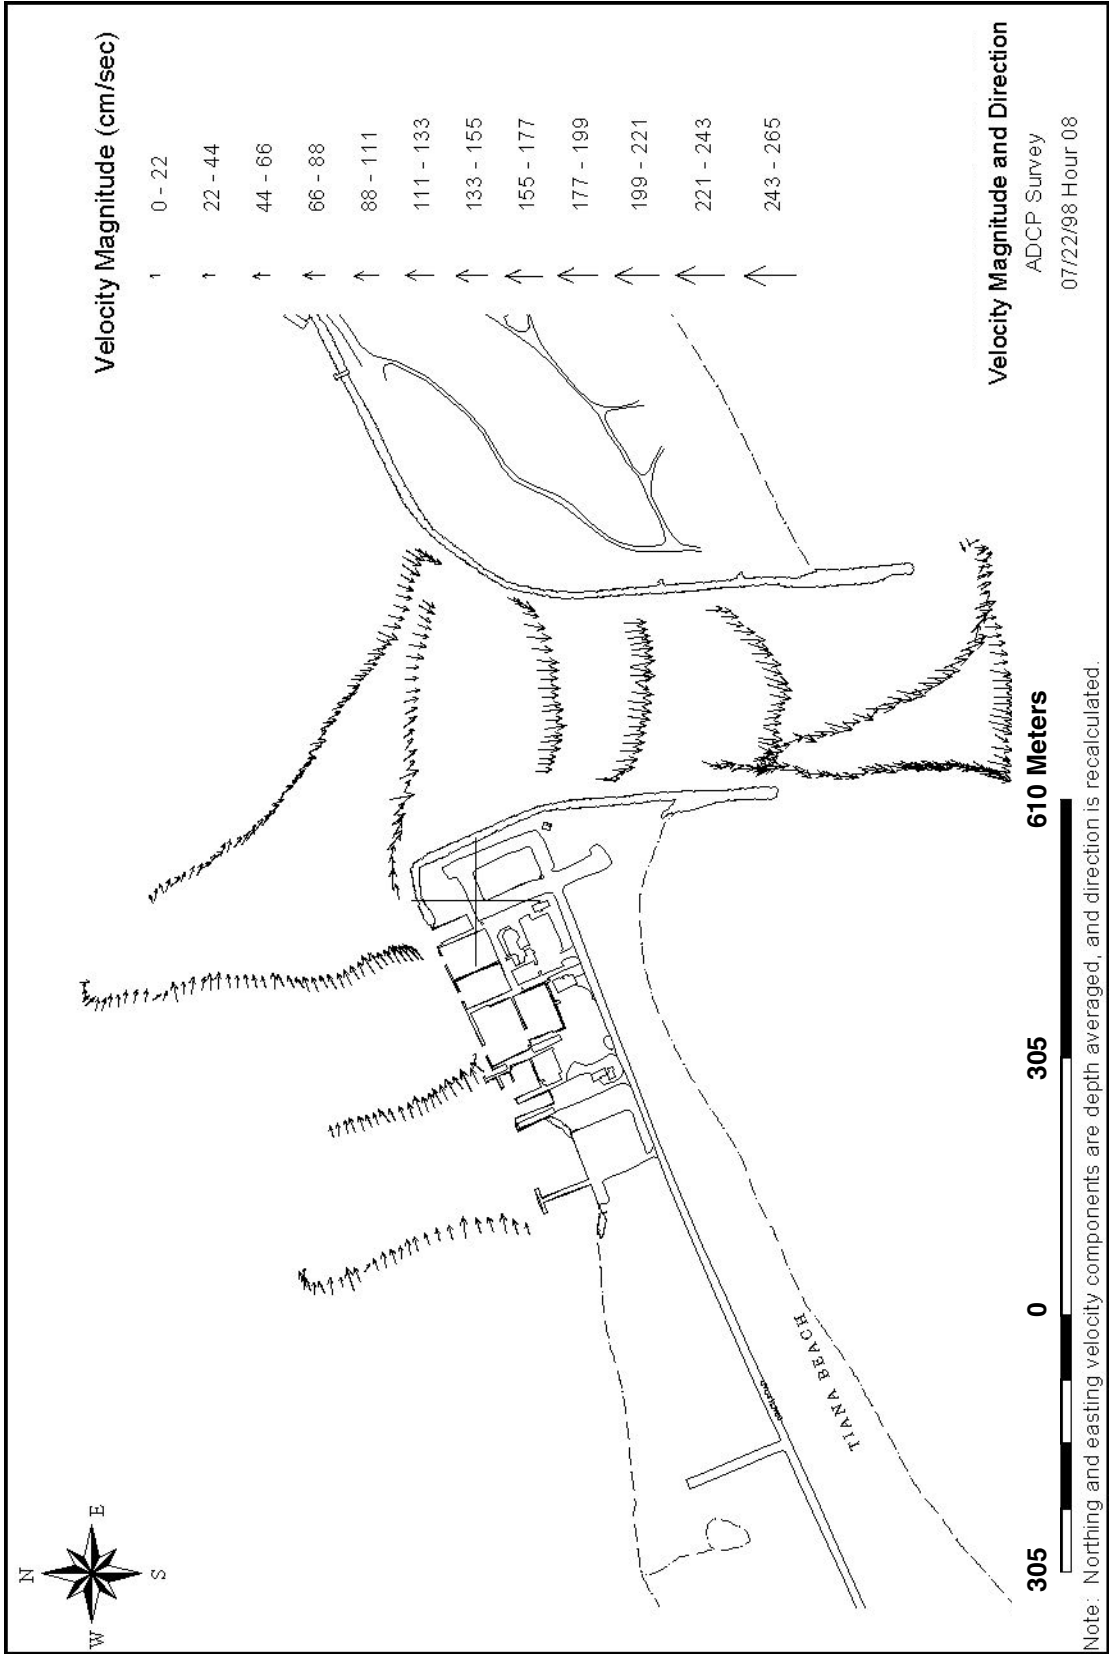 N
W
E
S
Velocity Magnitude (cm/sec)
0 - 22
22 - 44
44 - 66
66 - 88
88 - 111
111 - 133
133 - 155
155 - 177
177 - 199
199 - 221
221 - 243
243 - 265
TIANA BEACH
305
0
305
610 Meters
Velocity Magnitude and Direction
ADCP Survey
07/22/98 Hour 08
Note: Northing and easting velocity components are depth averaged, and direction is recalculated.